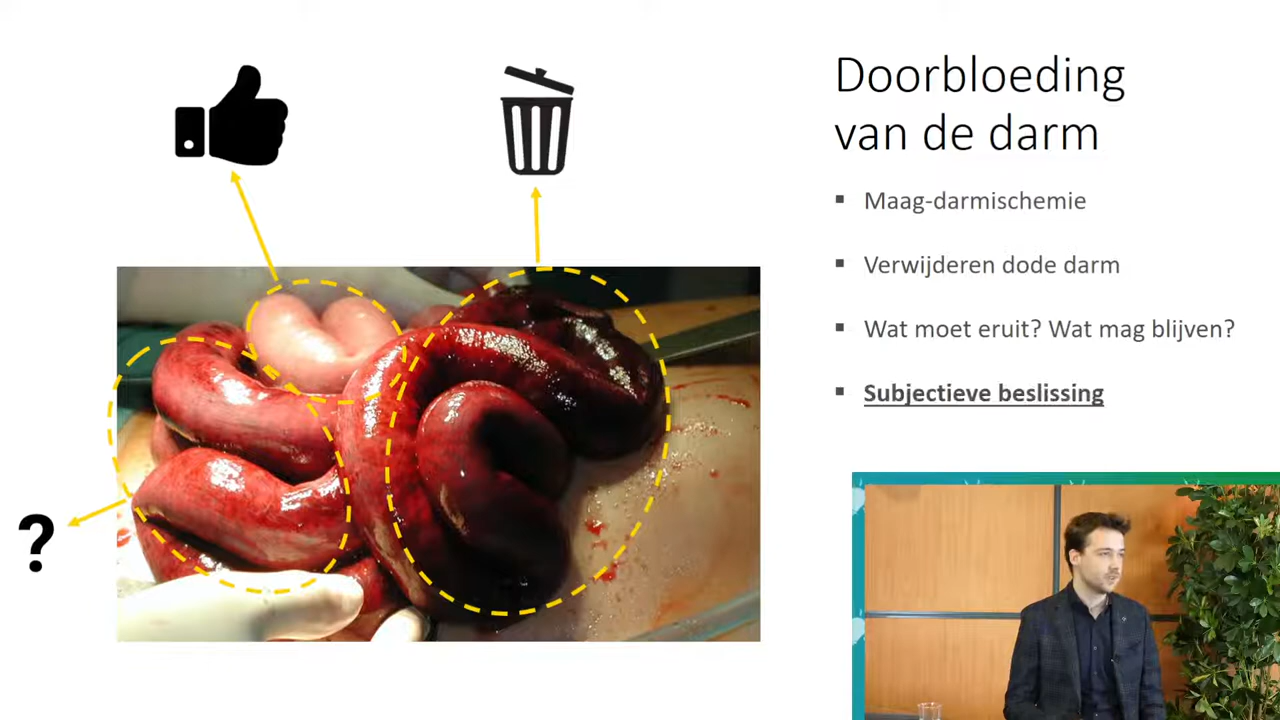 Doorbloeding
van de darm
Maag-darmischemie
Verwijderen dode darm
Wat moet eruit? Wat mag blijven?
Subjectieve beslissing
?